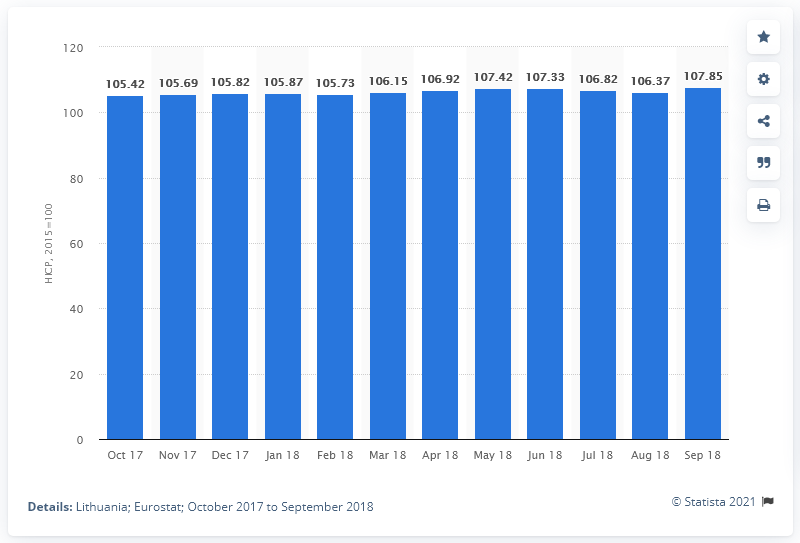 120
105.42 105.69 105.82 105.87 105.73 106.15 106.92 107.42 107.33 106.82 106.37 107.85
100
80
60
40
20
0
HICP, 2015=100
Oct 17 Nov 17 Dec 17 Jan 18 Feb 18 Mar 18 Apr 18 May 18 Jun 18 Jul 18 Aug 18 Sep 18
Details: Lithuania; Eurostat; October 2017 to September 2018
© Statista 2021